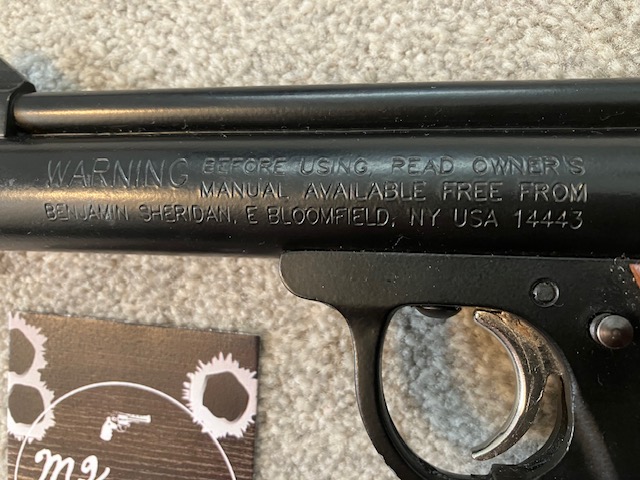 WARNING BEFORE USING, READ OWNER'S
MANUAL AVAILABLE FREE FROM
BENJAMIN SHERIDAN, E BLOOMFIELD, NY USA 14443